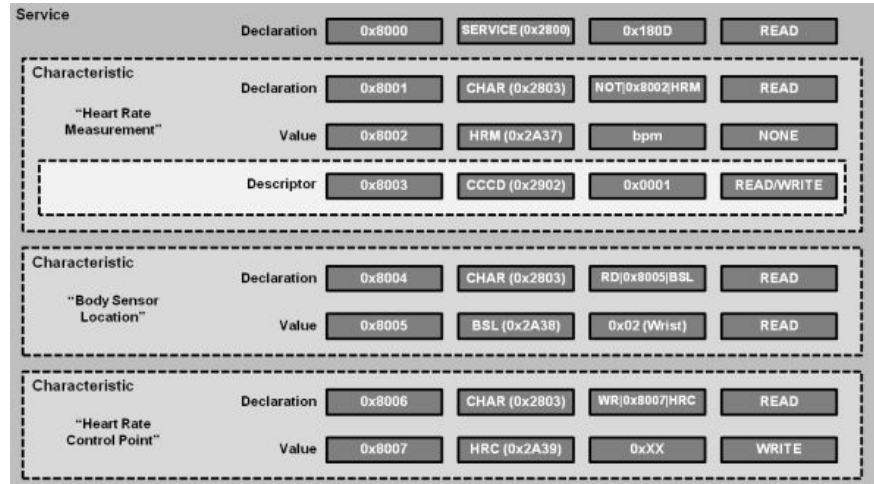 Service
Declaration 0x8000 SERVICE (0x2800) 0x180D READ
Characteristic
Declaration 0x8001 CHAR (0x2803) NOT|0x8002|HRM READ
“Heart Rate
Measurement”
Value 0x8002 HRM (0x2A37) bpm NONE
Descriptor 0x8003 CCCD (0x2902) 0x0001 READ/WRITE
Characteristic
Declaration 0x8004 CHAR (0x2803) RD|0x8005|BSL READ
“Body Sensor
Location”
Value 0x8005 BSL (0x2A38) 0x02 (Wrist) READ
Characteristic
Declaration 0x8006 CHAR (0x2803) WR|0x8007|HRC READ
“Heart Rate
Control Point”
Value 0x8007 HRC (0x2A39) 0xXX WRITE